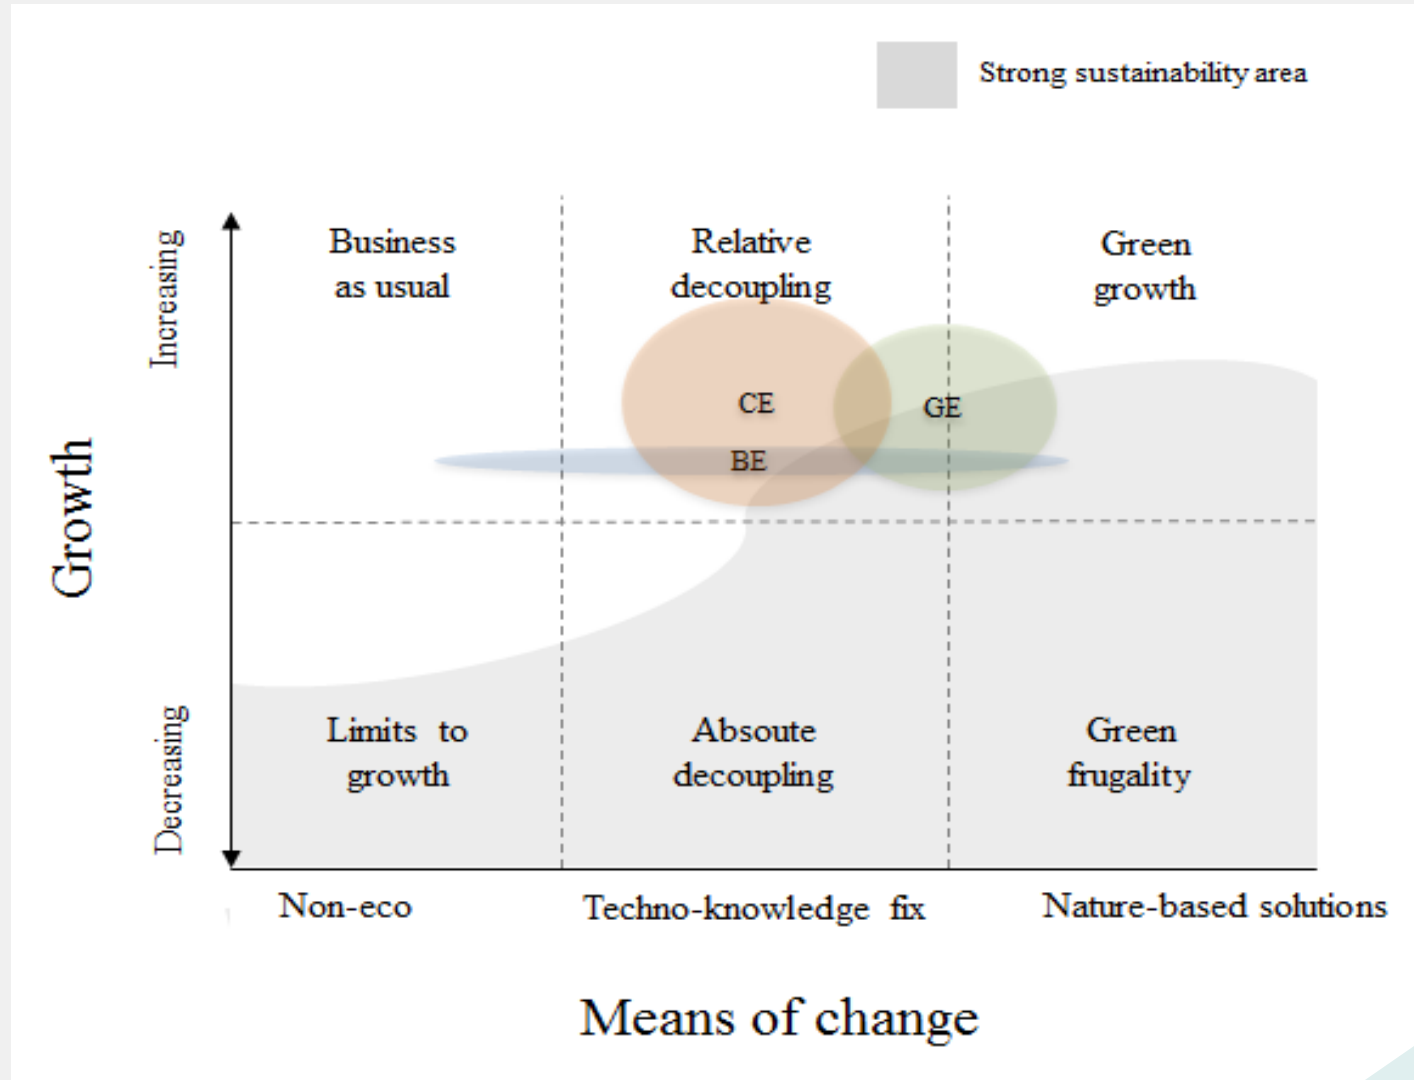 Strong sustainability area
Increasing
Growth
Decreasing
Business
as usual
Relative
decoupling
Green
growth
CE
GE
BE
Limits to
growth
Absoute
decoupling
Green
frugality
Non-eco
Techno-knowledge fix
Nature-based solutions
Means of change